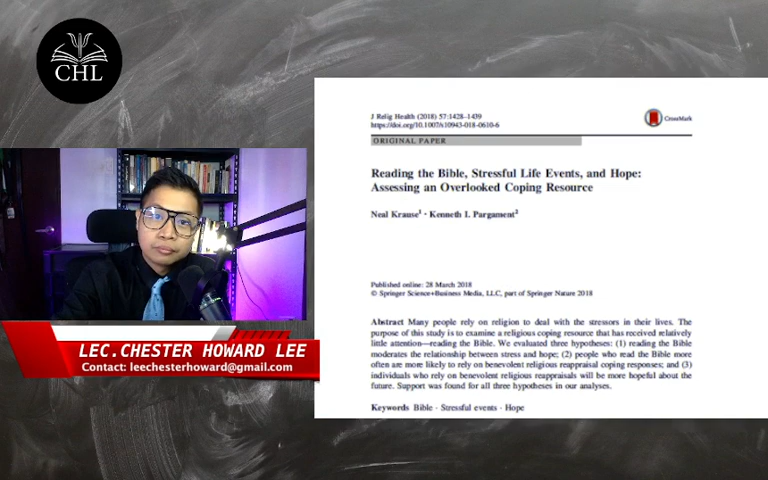 CHL
J Relig Health (2018) 57:1428–1439
https://doi.org/10.1007/s10943-018-0610-6
CrossMark
ORIGINAL PAPER
Reading the Bible, Stressful Life Events, and Hope:
Assessing an Overlooked Coping Resource
Neal Krause1 · Kenneth I. Pargament2
Published online: 28 March 2018
© Springer Science+Business Media, LLC, part of Springer Nature 2018
Abstract Many people rely on religion to deal with the stressors in their lives. The
purpose of this study is to examine a religious coping resource that has received relatively
little attention—reading the Bible. We evaluated three hypotheses: (1) reading the Bible
moderates the relationship between stress and hope; (2) people who read the Bible more
often are more likely to rely on benevolent religious reappraisal coping responses; and (3)
individuals who rely on benevolent religious reappraisals will be more hopeful about the
future. Support was found for all three hypotheses in our analyses.
Keywords Bible · Stressful events · Hope
LEC.CHESTER HOWARD LEE
Contact: leechesterhoward@gmail.com